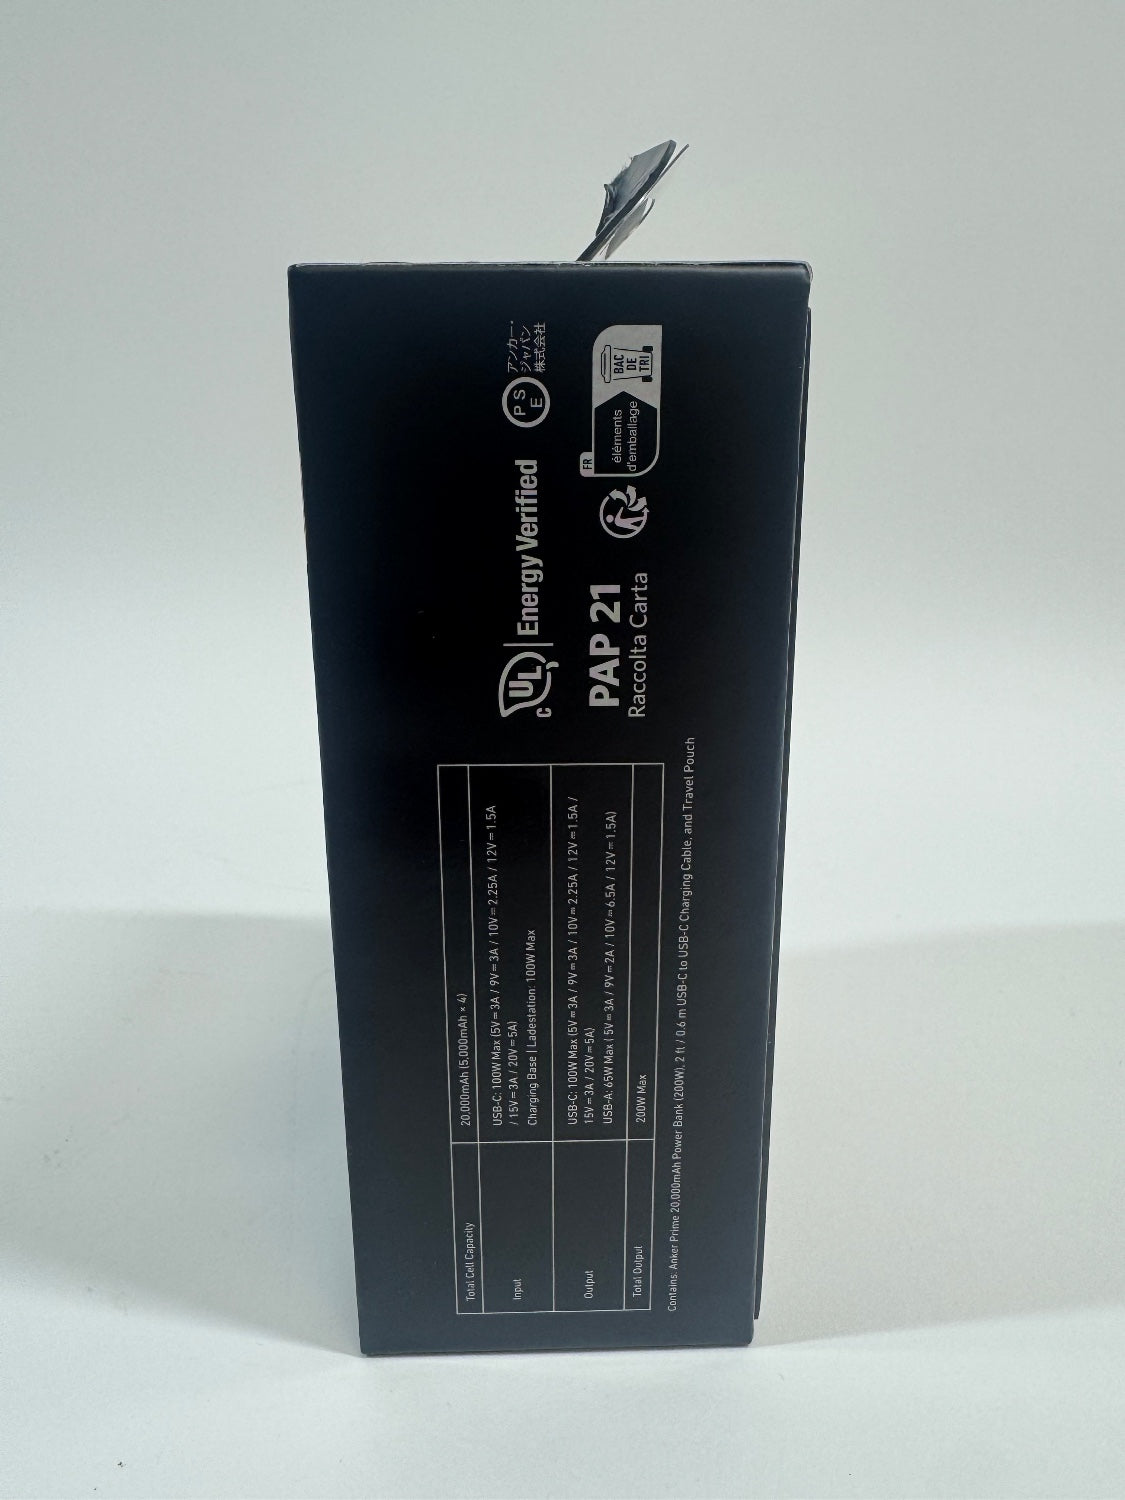 Total Cell Capacity
20,000mAh (5,000mAh × 4)
Input
USB-C: 100W Max (5V⎓3A / 9V⎓3A / 10V⎓2.25A / 12V⎓1.5A
/ 15V⎓3A / 20V⎓5A)
Charging Base | Ladestation: 100W Max
Output
USB-C: 100W Max (5V⎓3A / 9V⎓3A / 10V⎓2.25A / 12V⎓1.5A /
15V⎓3A / 20V⎓5A)
USB-A: 65W Max ( 5V⎓3A / 9V⎓2A / 10V⎓6.5A / 12V⎓1.5A)
Total Output
200W Max
Contains: Anker Prime 20,000mAh Power Bank (200W), 2 ft / 0.6 m USB-C to USB-C Charging Cable, and Travel Pouch
c UL Energy Verified
PSE
アンカー・
ジャパン
株式会社
PAP 21
Raccolta Carta
FR
éléments
d'emballage
BAC
DE
TRI